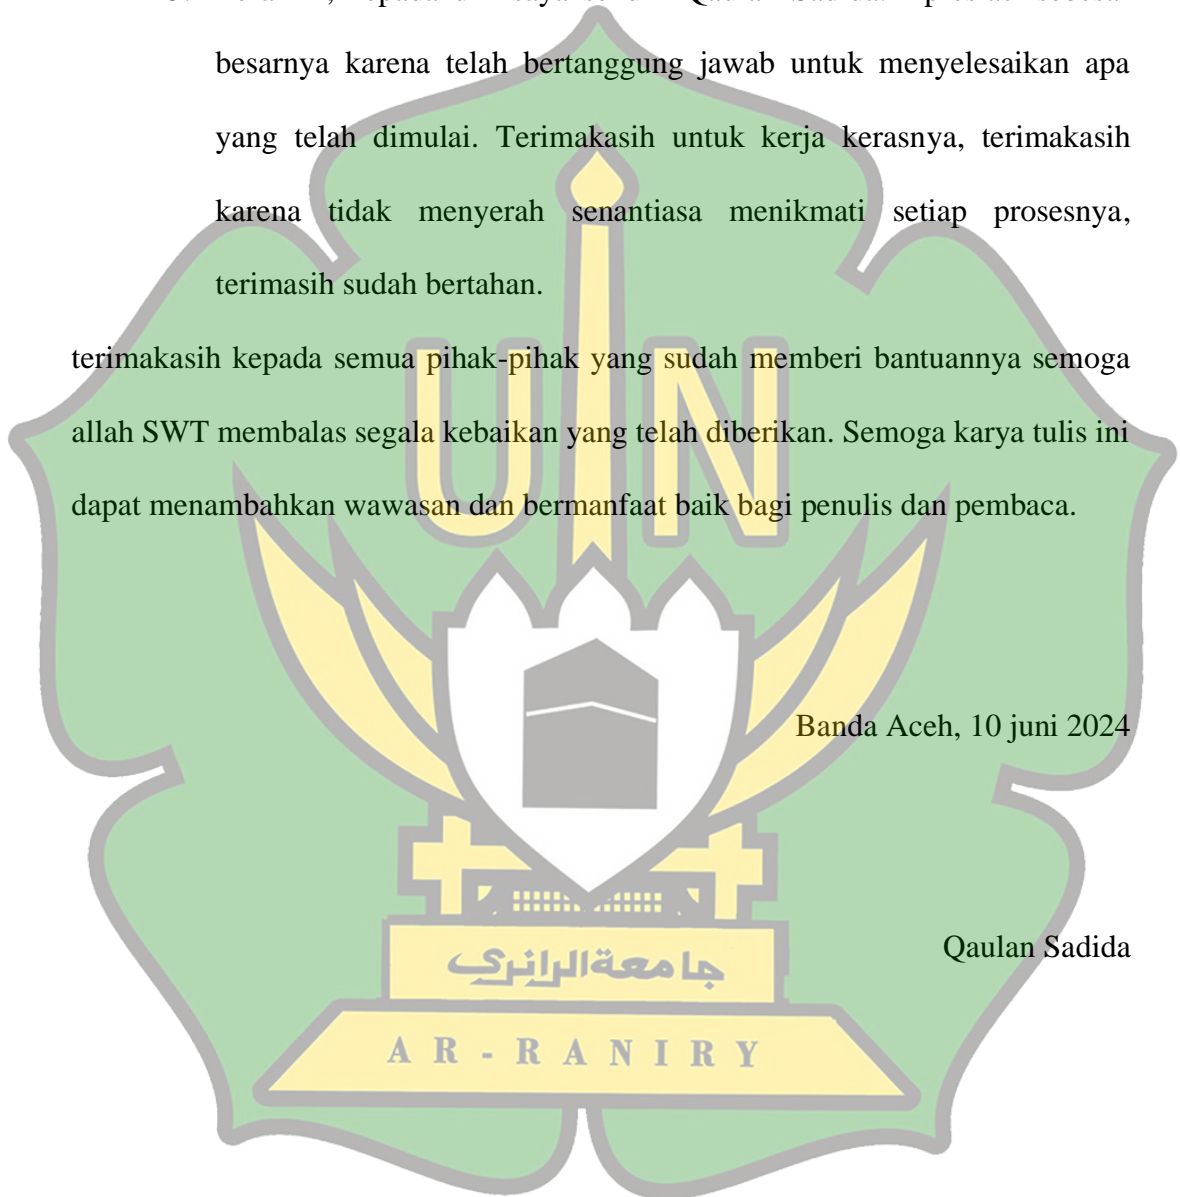 besarnya karena telah bertanggung jawab untuk menyelesaikan apa
yang telah dimulai. Terimakasih untuk kerja kerasnya, terimakasih
karena tidak menyerah senantiasa menikmati setiap prosesnya,
terimasih sudah bertahan.
terimakasih kepada semua pihak-pihak yang sudah memberi bantuannya semoga
allah SWT membalas segala kebaikan yang telah diberikan. Semoga karya tulis ini
dapat menambahkan wawasan dan bermanfaat baik bagi penulis dan pembaca.
UIN
Banda Aceh, 10 juni 2024
Qaulan Sadida
جامعة الرانري
AR-RANIRY